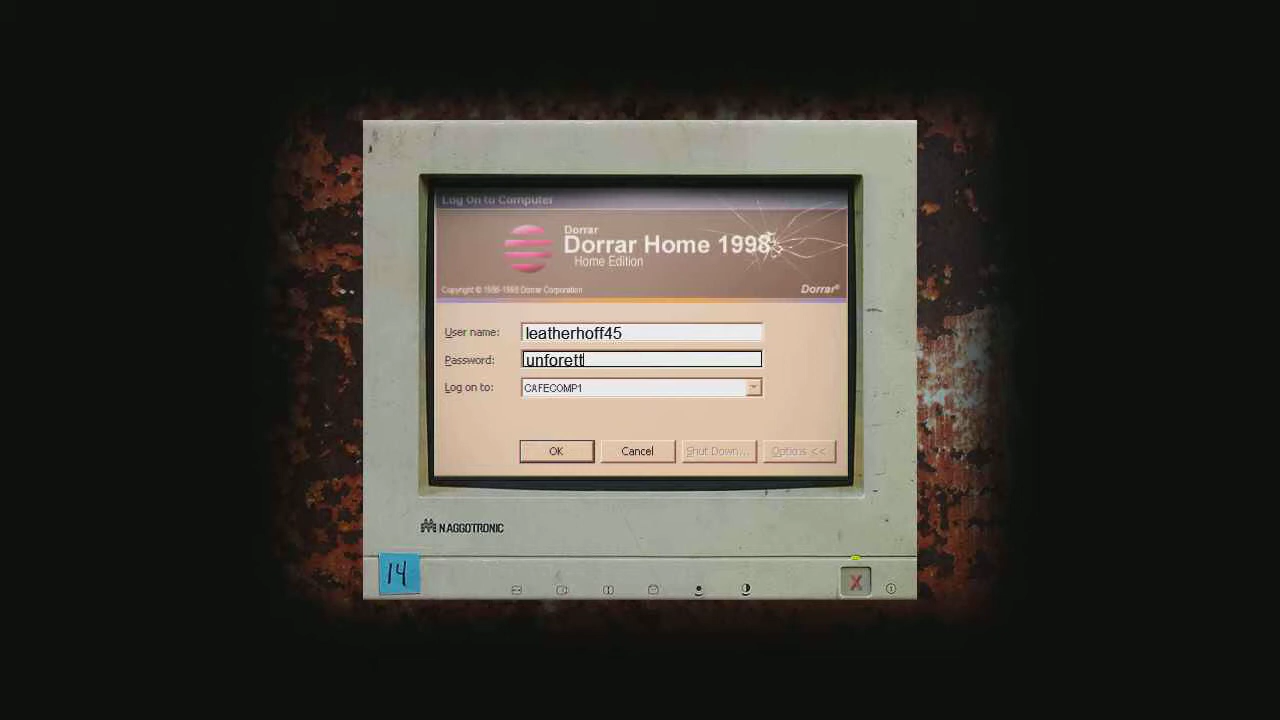 Log On to Computer
Dorrar
Dorrar Home 1998
Home Edition
Copyright © 1986-1998 Dorrar Corporation
Dorrar®
User name: leatherhoff45
Password: unforett
Log on to: CAFECOMP1
OK Cancel Shut Down... Options <<
NAGGOTRONIC
14
X